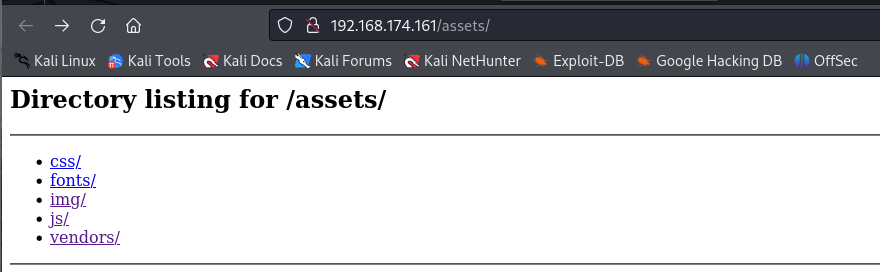 192.168.174.161/assets/
Kali Linux Kali Tools Kali Docs Kali Forums Kali NetHunter Exploit-DB Google Hacking DB OffSec
Directory listing for /assets/
css/
fonts/
img/
js/
vendors/